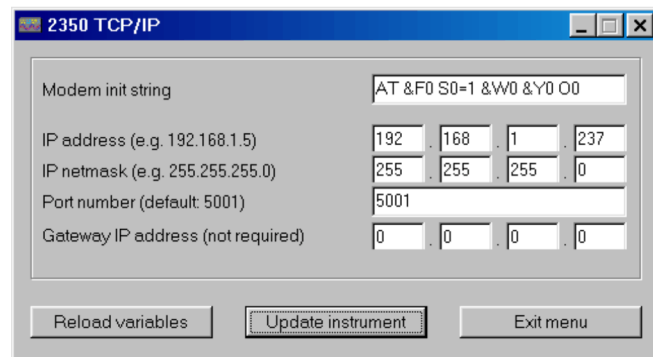 2350 TCP/IP
Modem init string AT &F0 S0=1 &W0 &Y0 O0
IP address (e.g. 192.168.1.5) 192 . 168 . 1 . 237
IP netmask (e.g. 255.255.255.0) 255 . 255 . 255 . 0
Port number (default: 5001) 5001
Gateway IP address (not required) 0 . 0 . 0 . 0
Reload variables Update instrument Exit menu